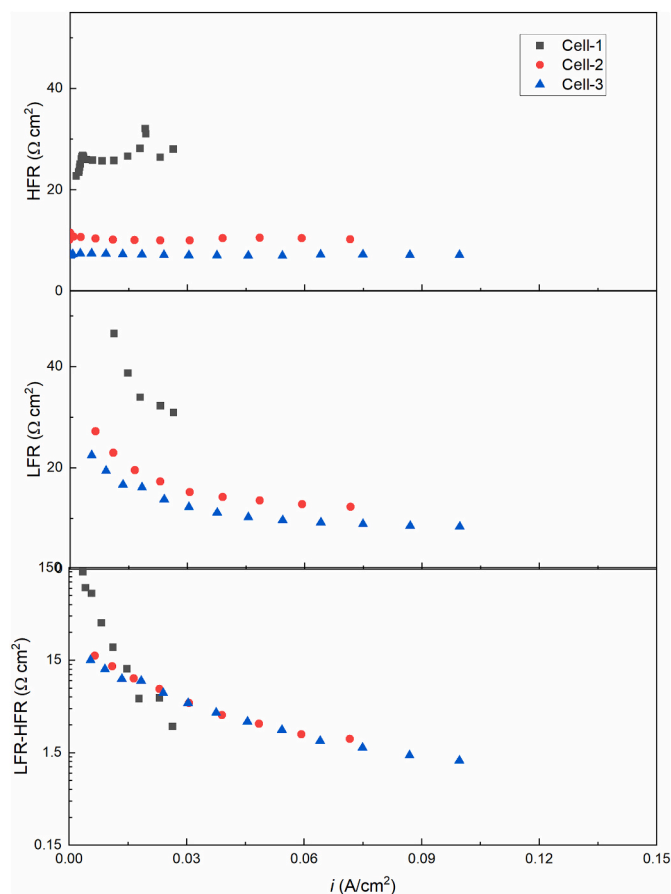 Cell-1
Cell-2
Cell-3
40
20
0
HFR (Ω cm²)
40
20
0
LFR (Ω cm²)
150
15
1.5
0.15
LFR-HFR (Ω cm²)
0.00
0.03
0.06
0.09
0.12
0.15
i (A/cm²)